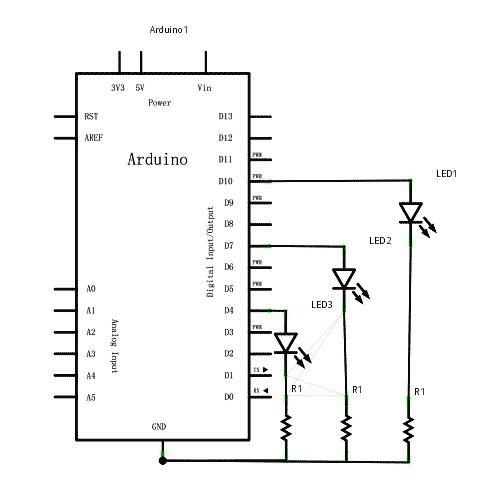 Arduino1
3V3 5V Vin
Power
RST D13
AREF D12
Arduino
PWM
D11
PWM
D10
LED1
PWM
D9
D8
LED2
D7
Digital Input/Output
PWM
D6
PWM
A0 D5
LED3
A1 D4
PWM
A2 D3
A3 D2
Analog Input
TX
A4 D1
RX
A5 D0
R1 R1 R1
GND